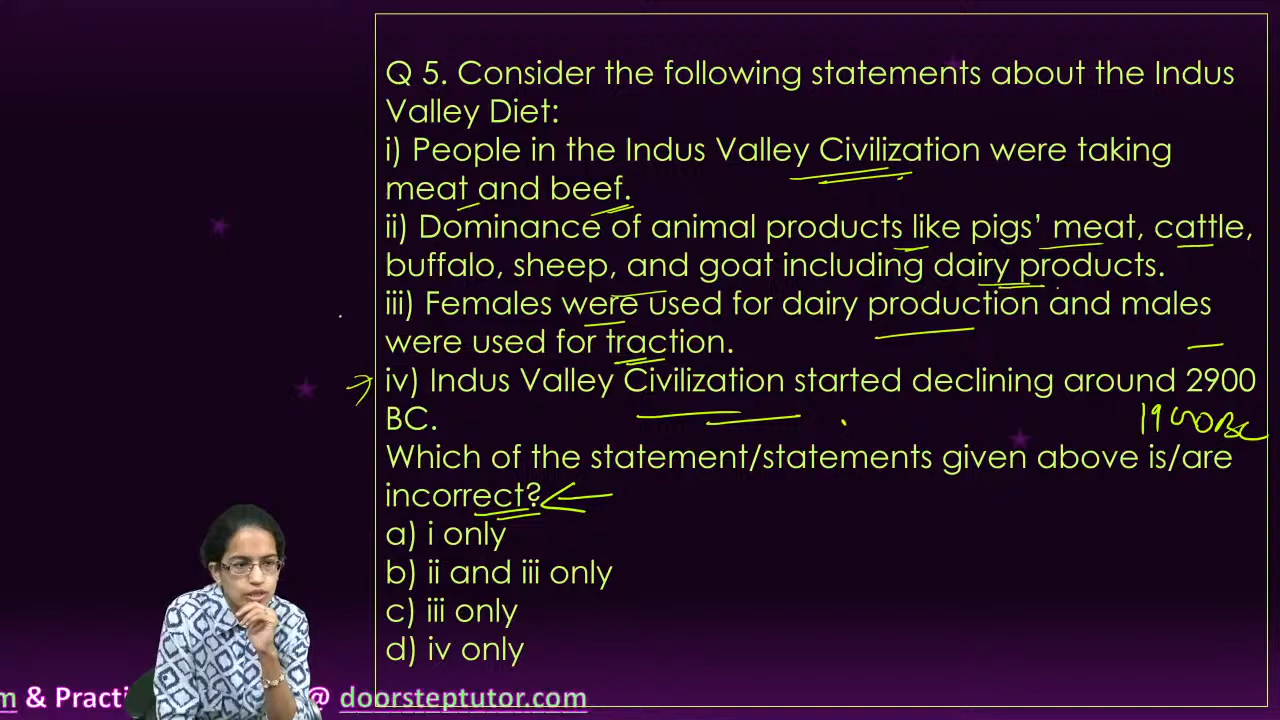 Q 5. Consider the following statements about the Indus
Valley Diet:
i) People in the Indus Valley Civilization were taking
meat and beef.
ii) Dominance of animal products like pigs’ meat, cattle,
buffalo, sheep, and goat including dairy products.
iii) Females were used for dairy production and males
were used for traction.
iv) Indus Valley Civilization started declining around 2900
BC.
1900BC
Which of the statement/statements given above is/are
incorrect?
a) i only
b) ii and iii only
c) iii only
d) iv only
m & Practi @ doorsteptutor.com